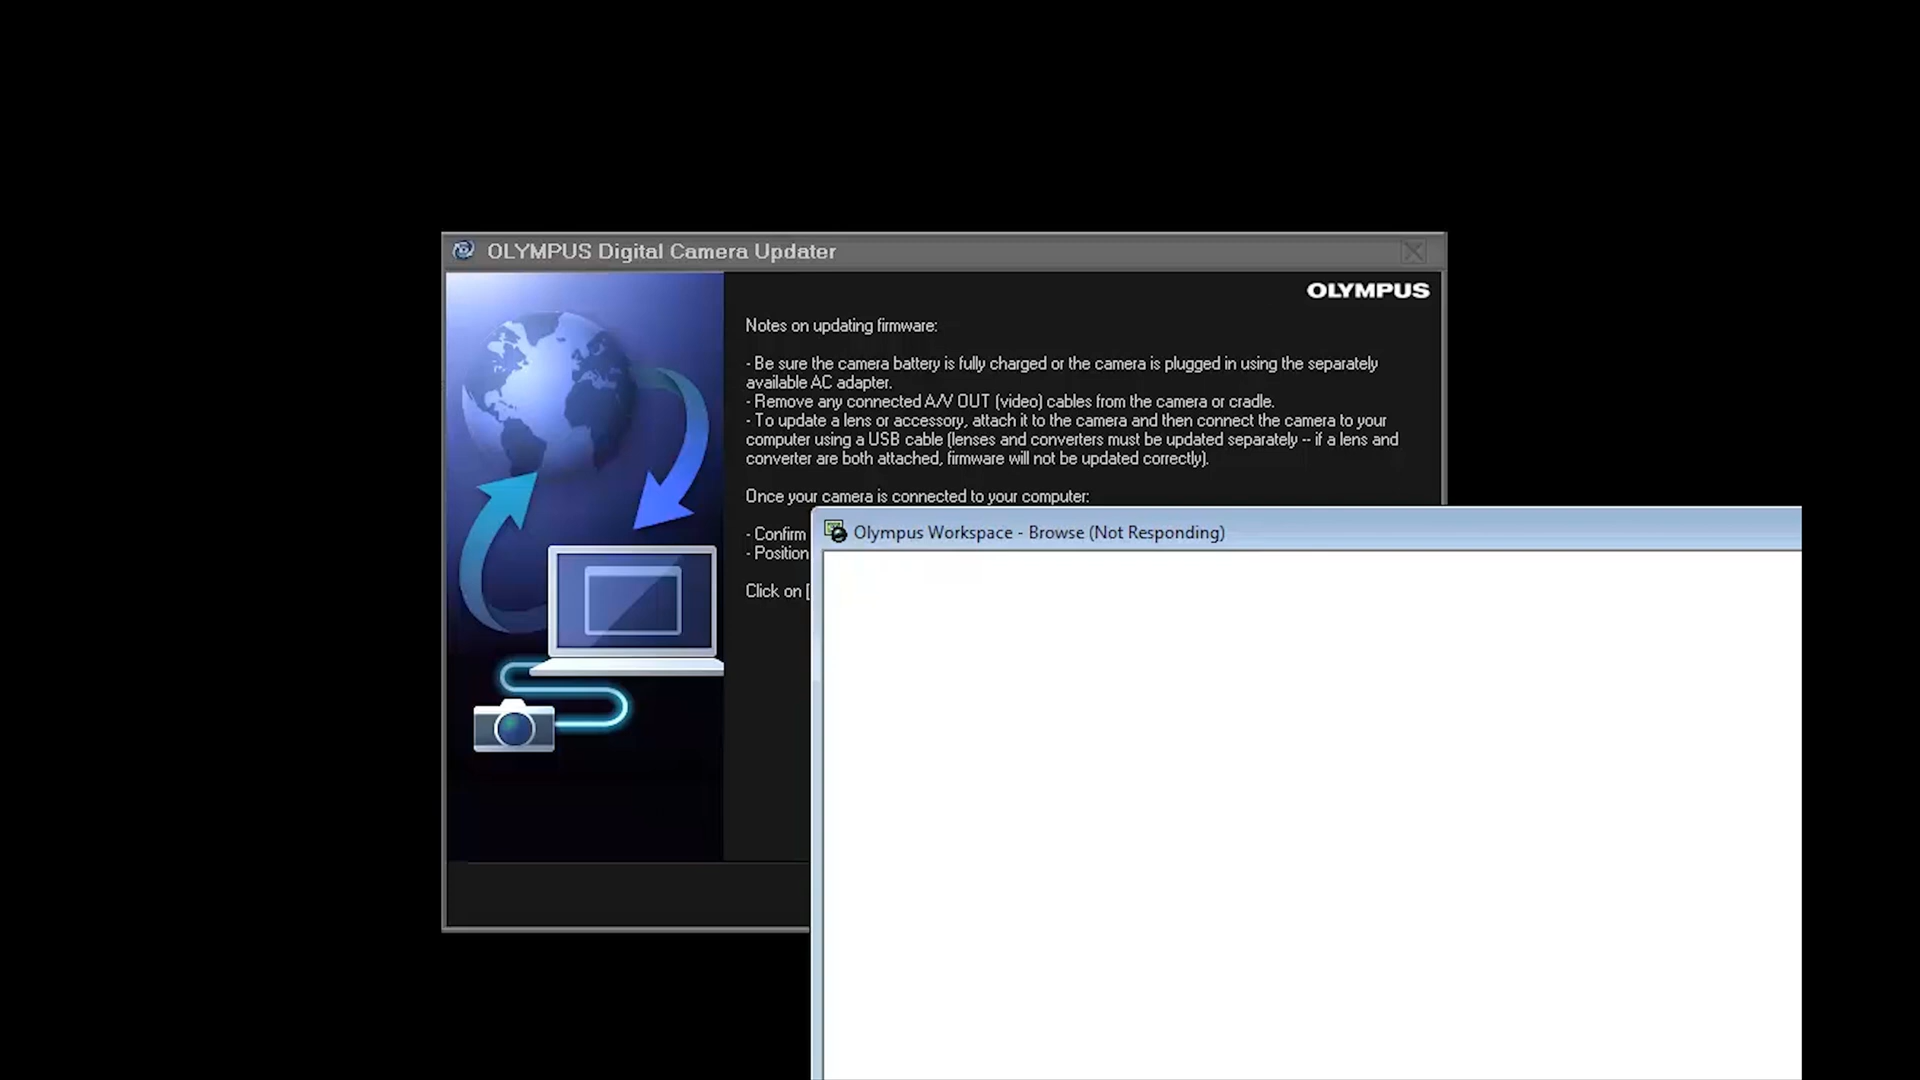 OLYMPUS Digital Camera Updater
OLYMPUS
Notes on updating firmware:
- Be sure the camera battery is fully charged or the camera is plugged in using the separately
available AC adapter.
- Remove any connected A/V OUT (video) cables from the camera or cradle.
- To update a lens or accessory, attach it to the camera and then connect the camera to your
computer using a USB cable (lenses and converters must be updated separately -- if a lens and
converter are both attached, firmware will not be updated correctly).
Once your camera is connected to your computer:
- Confirm
- Position
Click on [
Olympus Workspace - Browse (Not Responding)